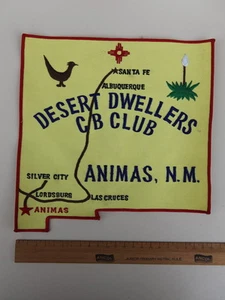 SANTA FE
ALBUQUERQUE
DESERT DWELLERS
CB CLUB
ANIMAS, N.M.
SILVER CITY
LORDSBURG
LAS CRUCES
ANIMAS